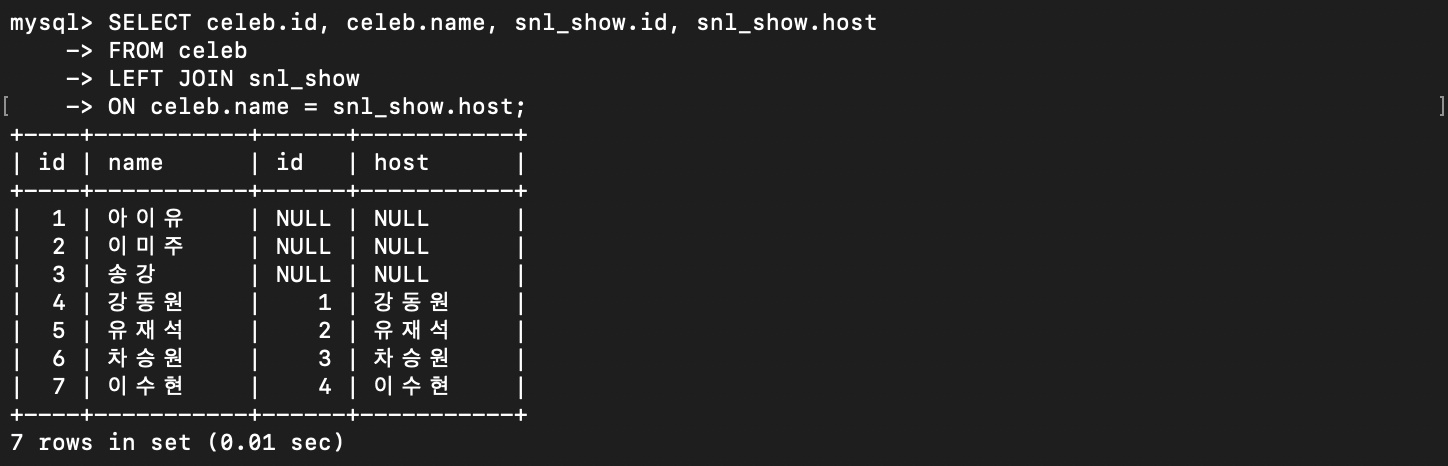 mysql> SELECT celeb.id, celeb.name, snl_show.id, snl_show.host
    -> FROM celeb
    -> LEFT JOIN snl_show
[    -> ON celeb.name = snl_show.host; ]
+----+-----------+------+-----------+
| id | name      | id   | host      |
+----+-----------+------+-----------+
|  1 | 아이유    | NULL | NULL      |
|  2 | 이미주    | NULL | NULL      |
|  3 | 송강      | NULL | NULL      |
|  4 | 강동원    |    1 | 강동원    |
|  5 | 유재석    |    2 | 유재석    |
|  6 | 차승원    |    3 | 차승원    |
|  7 | 이수현    |    4 | 이수현    |
+----+-----------+------+-----------+
7 rows in set (0.01 sec)